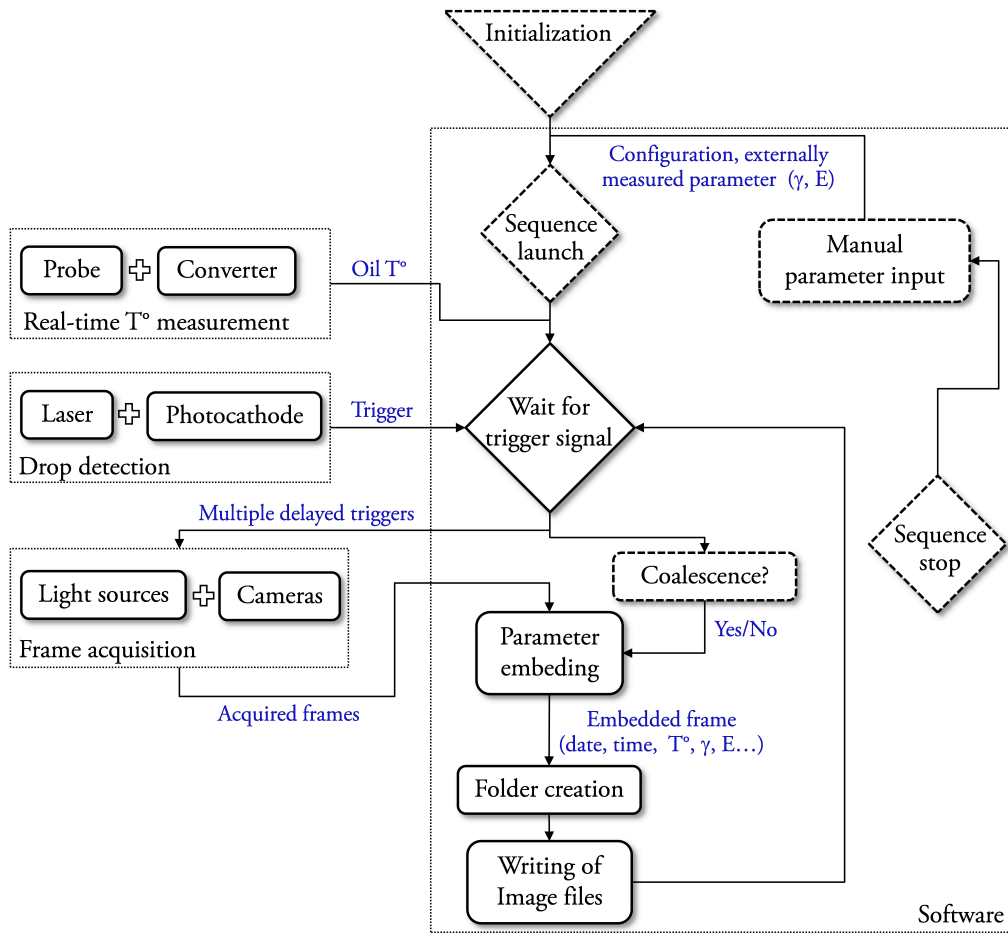 Initialization
Configuration, externally
measured parameter (γ, E)
Sequence
launch
Manual
parameter input
Probe
Converter
Real-time T° measurement
Oil T°
Laser
Photocathode
Drop detection
Trigger
Wait for
trigger signal
Multiple delayed triggers
Sequence
stop
Light sources
Cameras
Frame acquisition
Coalescence?
Yes/No
Parameter
embeding
Acquired frames
Embedded frame
(date, time, T°, γ, E…)
Folder creation
Writing of
Image files
Software